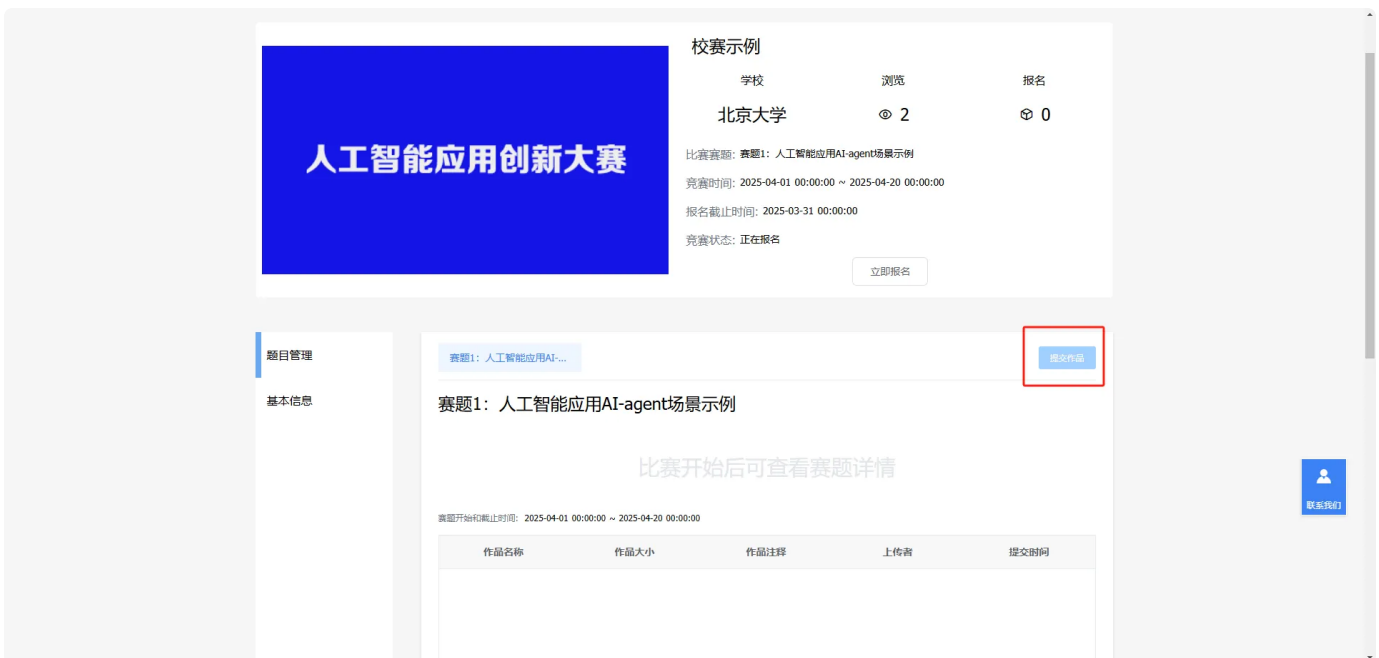 校赛示例
学校 浏览 报名
北京大学 2 0
人工智能应用创新大赛
比赛赛题: 赛题1：人工智能应用AI-agent场景示例
竞赛时间: 2025-04-01 00:00:00 ~ 2025-04-20 00:00:00
报名截止时间: 2025-03-31 00:00:00
竞赛状态: 正在报名
立即报名
题目管理
基本信息
赛题1：人工智能应用AI-...
提交作品
赛题1：人工智能应用AI-agent场景示例
比赛开始后可查看赛题详情
赛题开始和截止时间: 2025-04-01 00:00:00 ~ 2025-04-20 00:00:00
作品名称 作品大小 作品注释 上传者 提交时间
联系我们